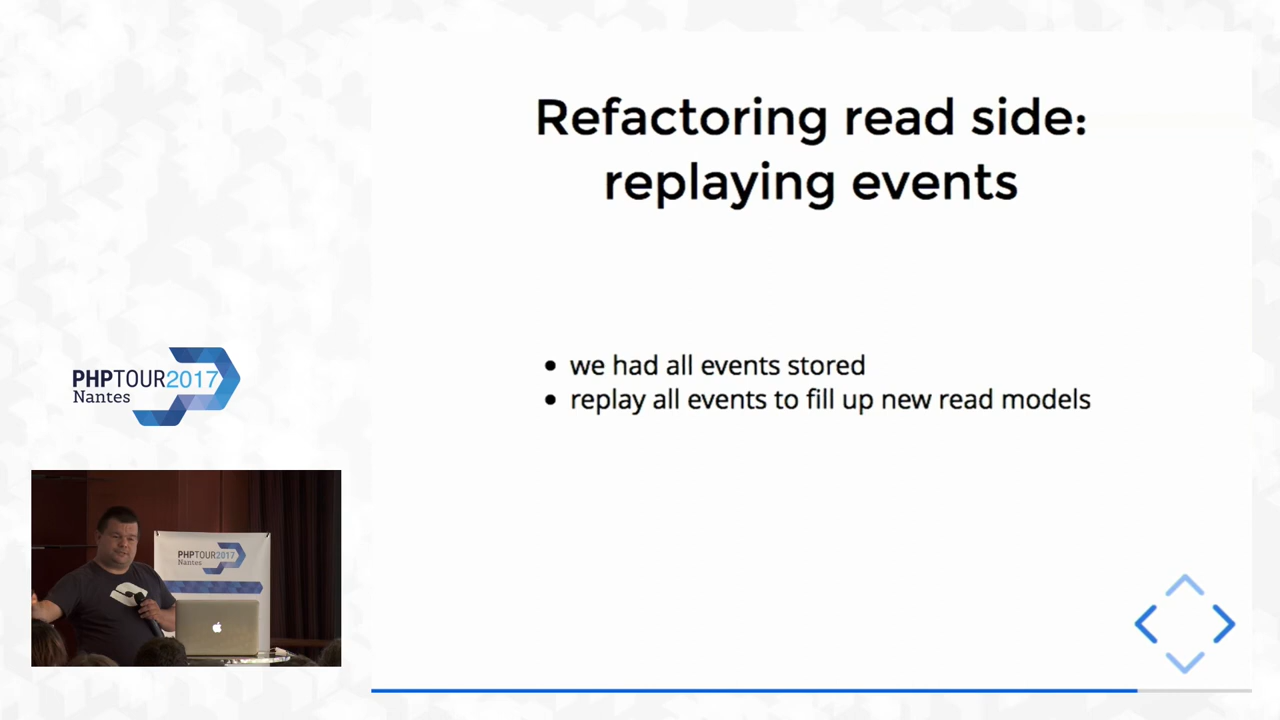 Refactoring read side:
replaying events
we had all events stored
replay all events to fill up new read models
PHPTOUR2017
Nantes
PHPTOUR2017
Nantes